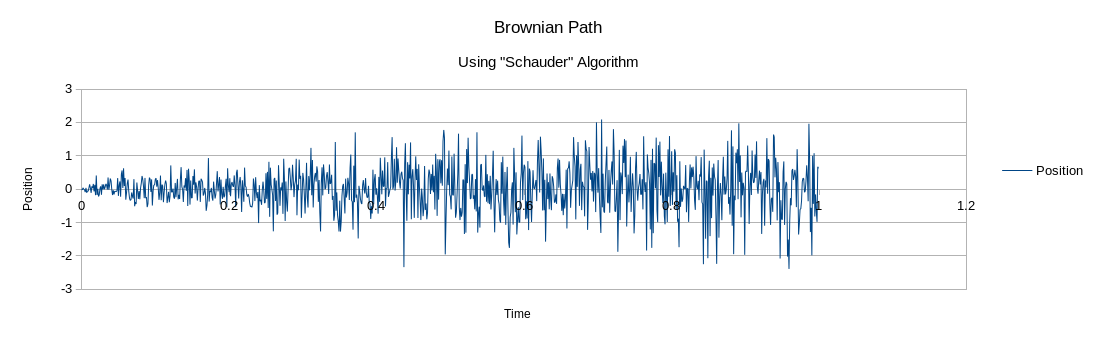 Brownian Path
Using "Schauder" Algorithm
3
2
1
0
-1
-2
-3
0
0.2
0.4
0.6
0.8
1
1.2
Position
Time
Position